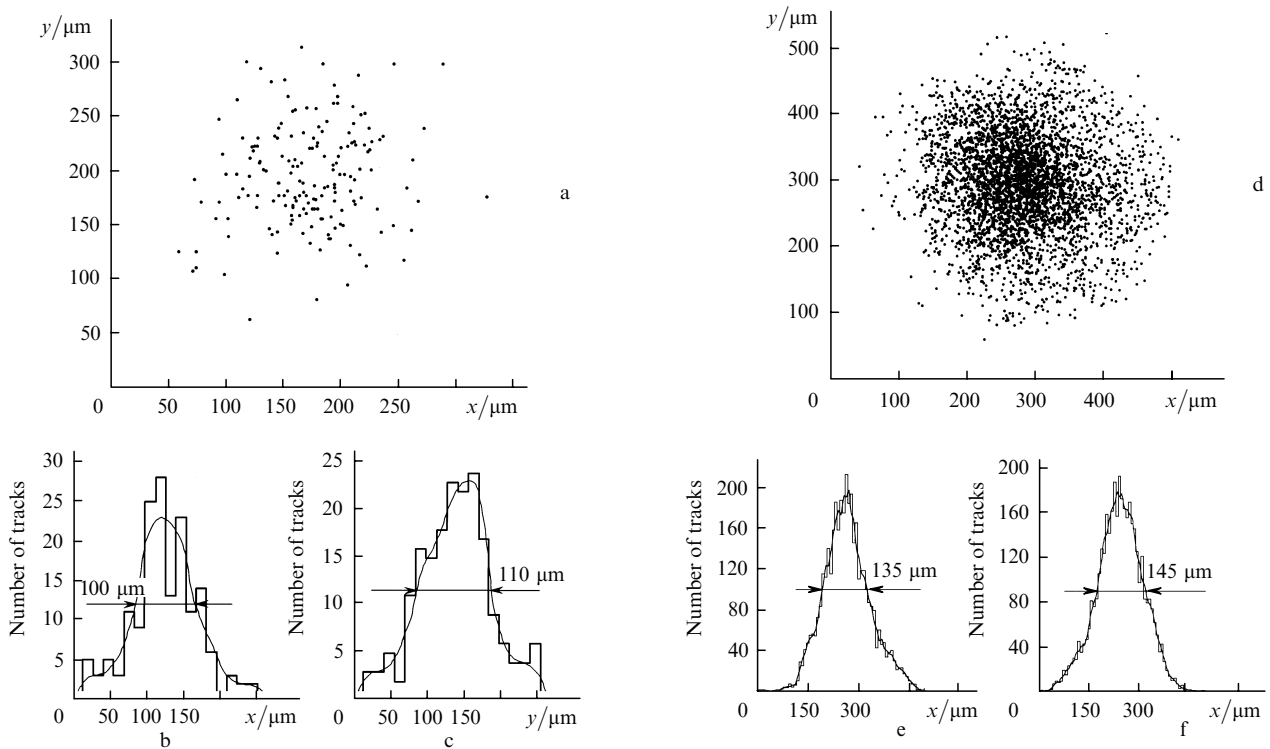 y/μm
300
250
200
150
100
50
0 50 100 150 200 250 x/μm
a
y/μm
500
400
300
200
100
0 100 200 300 400 x/μm
d
Number of tracks
30
25
20
15
10
5
100 μm
0 50 100 150 x/μm
b
Number of tracks
25
20
15
10
5
110 μm
0 50 100 150 y/μm
c
Number of tracks
200
160
120
80
40
135 μm
0 150 300 x/μm
e
Number of tracks
200
160
120
80
40
145 μm
0 150 300 x/μm
f